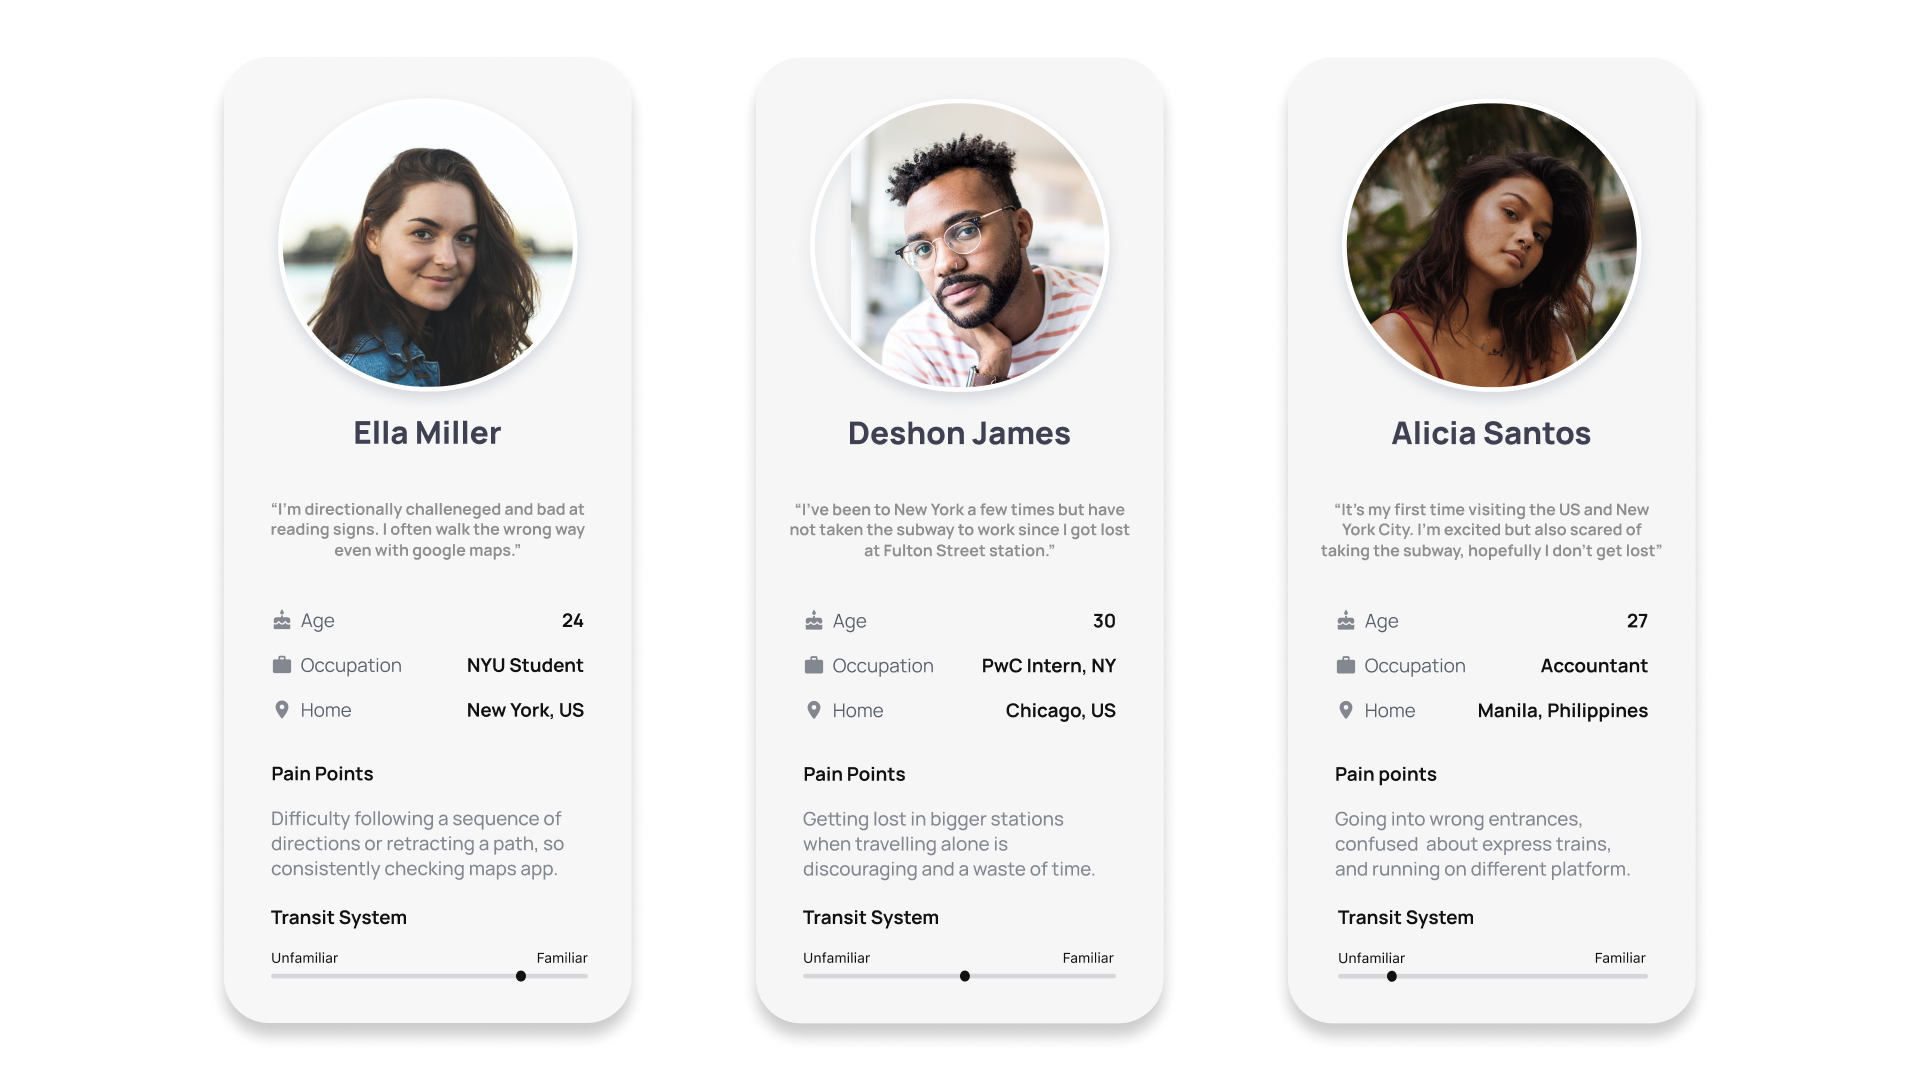 Ella Miller
“I’m directionally challeneged and bad at
reading signs. I often walk the wrong way
even with google maps.”
Age 24
Occupation NYU Student
Home New York, US
Pain Points
Difficulty following a sequence of
directions or retracting a path, so
consistently checking maps app.
Transit System
Unfamiliar Familiar
Deshon James
“I’ve been to New York a few times but have
not taken the subway to work since I got lost
at Fulton Street station.”
Age 30
Occupation PwC Intern, NY
Home Chicago, US
Pain Points
Getting lost in bigger stations
when travelling alone is
discouraging and a waste of time.
Transit System
Unfamiliar Familiar
Alicia Santos
“It’s my first time visiting the US and New
York City. I’m excited but also scared of
taking the subway, hopefully I don’t get lost”
Age 27
Occupation Accountant
Home Manila, Philippines
Pain points
Going into wrong entrances,
confused  about express trains,
and running on different platform.
Transit System
Unfamiliar Familiar